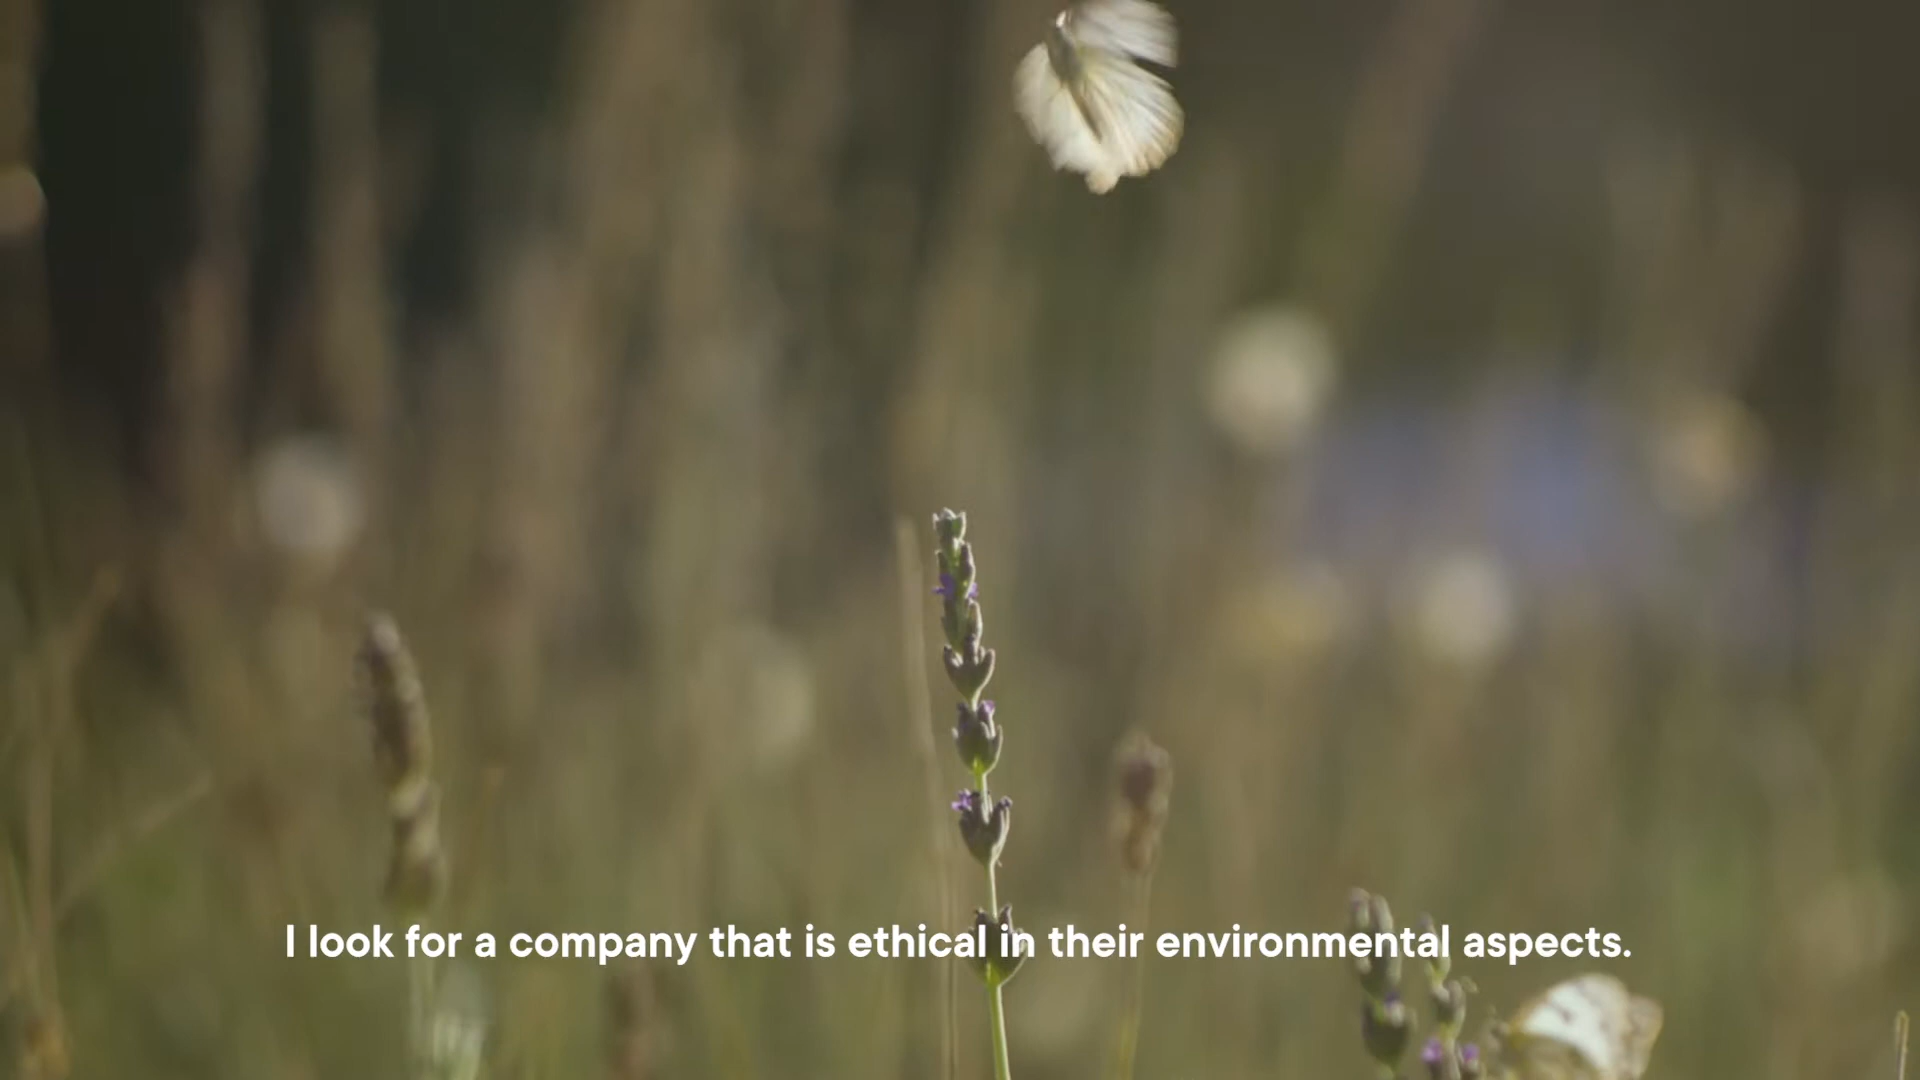 I look for a company that is ethical in their environmental aspects.